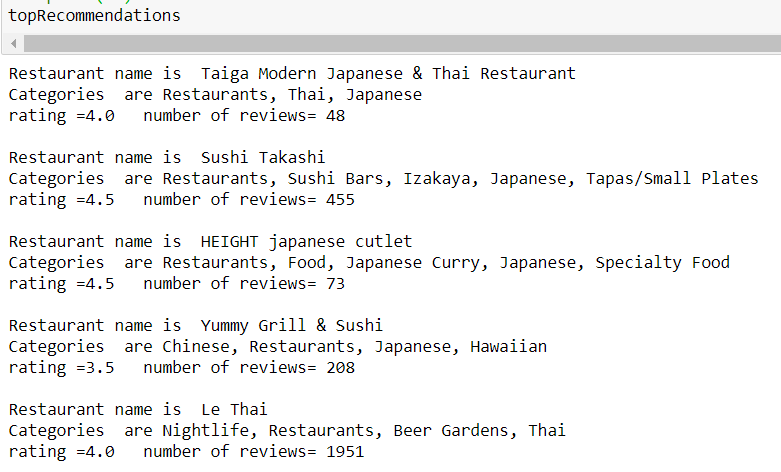 topRecommendations
Restaurant name is  Taiga Modern Japanese & Thai Restaurant
Categories  are Restaurants, Thai, Japanese
rating =4.0   number of reviews= 48
Restaurant name is  Sushi Takashi
Categories  are Restaurants, Sushi Bars, Izakaya, Japanese, Tapas/Small Plates
rating =4.5   number of reviews= 455
Restaurant name is  HEIGHT japanese cutlet
Categories  are Restaurants, Food, Japanese Curry, Japanese, Specialty Food
rating =4.5   number of reviews= 73
Restaurant name is  Yummy Grill & Sushi
Categories  are Chinese, Restaurants, Japanese, Hawaiian
rating =3.5   number of reviews= 208
Restaurant name is  Le Thai
Categories  are Nightlife, Restaurants, Beer Gardens, Thai
rating =4.0   number of reviews= 1951